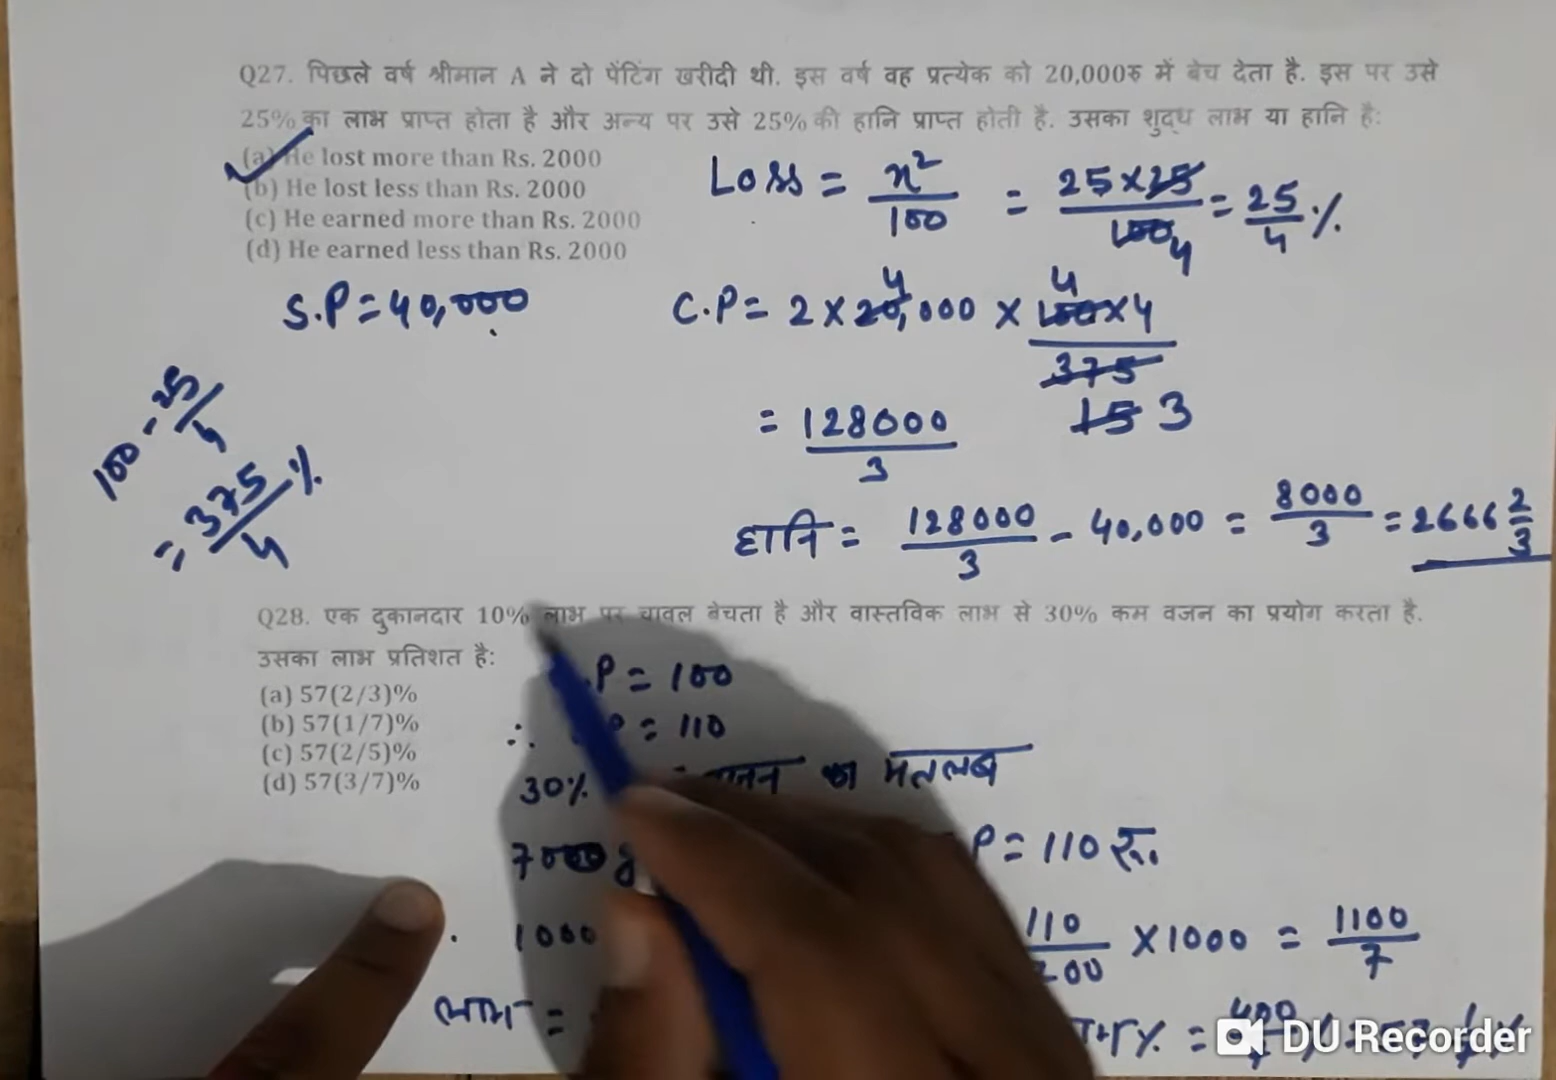 Q27. पिछले वर्ष श्रीमान A ने दो पेंटिंग खरीदी थी. इस वर्ष वह प्रत्येक को 20,000रु में बेच देता है. इस पर उसे
25% का लाभ प्राप्त होता है और अन्य पर उसे 25% की हानि प्राप्त होती है. उसका शुद्ध लाभ या हानि है:
(a) He lost more than Rs. 2000
(b) He lost less than Rs. 2000
(c) He earned more than Rs. 2000
(d) He earned less than Rs. 2000
Loss = x²/100 = 25×25/100 4 = 25/4 %
S.P = 40,000
C.P = 2 × 20,000 × 100×4/375
4 4 15 3
= 128000/3
100 - 25/4
= 375/4 %
हानि = 128000/3 - 40,000 = 8000/3 = 2666 2/3
Q28. एक दुकानदार 10% लाभ पर चावल बेचता है और वास्तविक लाभ से 30% कम वजन का प्रयोग करता है.
उसका लाभ प्रतिशत है:
(a) 57(2/3)%
(b) 57(1/7)%
(c) 57(2/5)%
(d) 57(3/7)%
.P = 100
∴ = 110
30% का मतलब
P = 110 रु.
1000 110/ ×1000 = 1100/7
लाभ =
DU Recorder